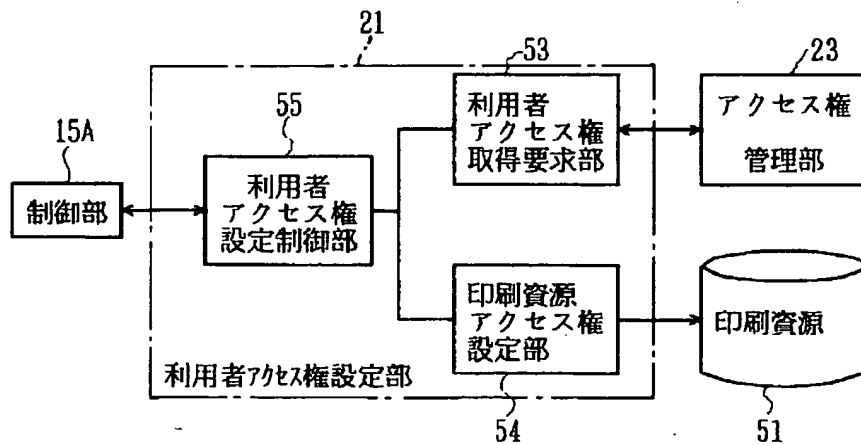 21
53
23
利用者
アクセス権
取得要求部
アクセス権
管理部
55
15A
制御部
利用者
アクセス権
設定制御部
印刷資源
アクセス権
設定部
印刷資源
利用者アクセス権設定部
54
51